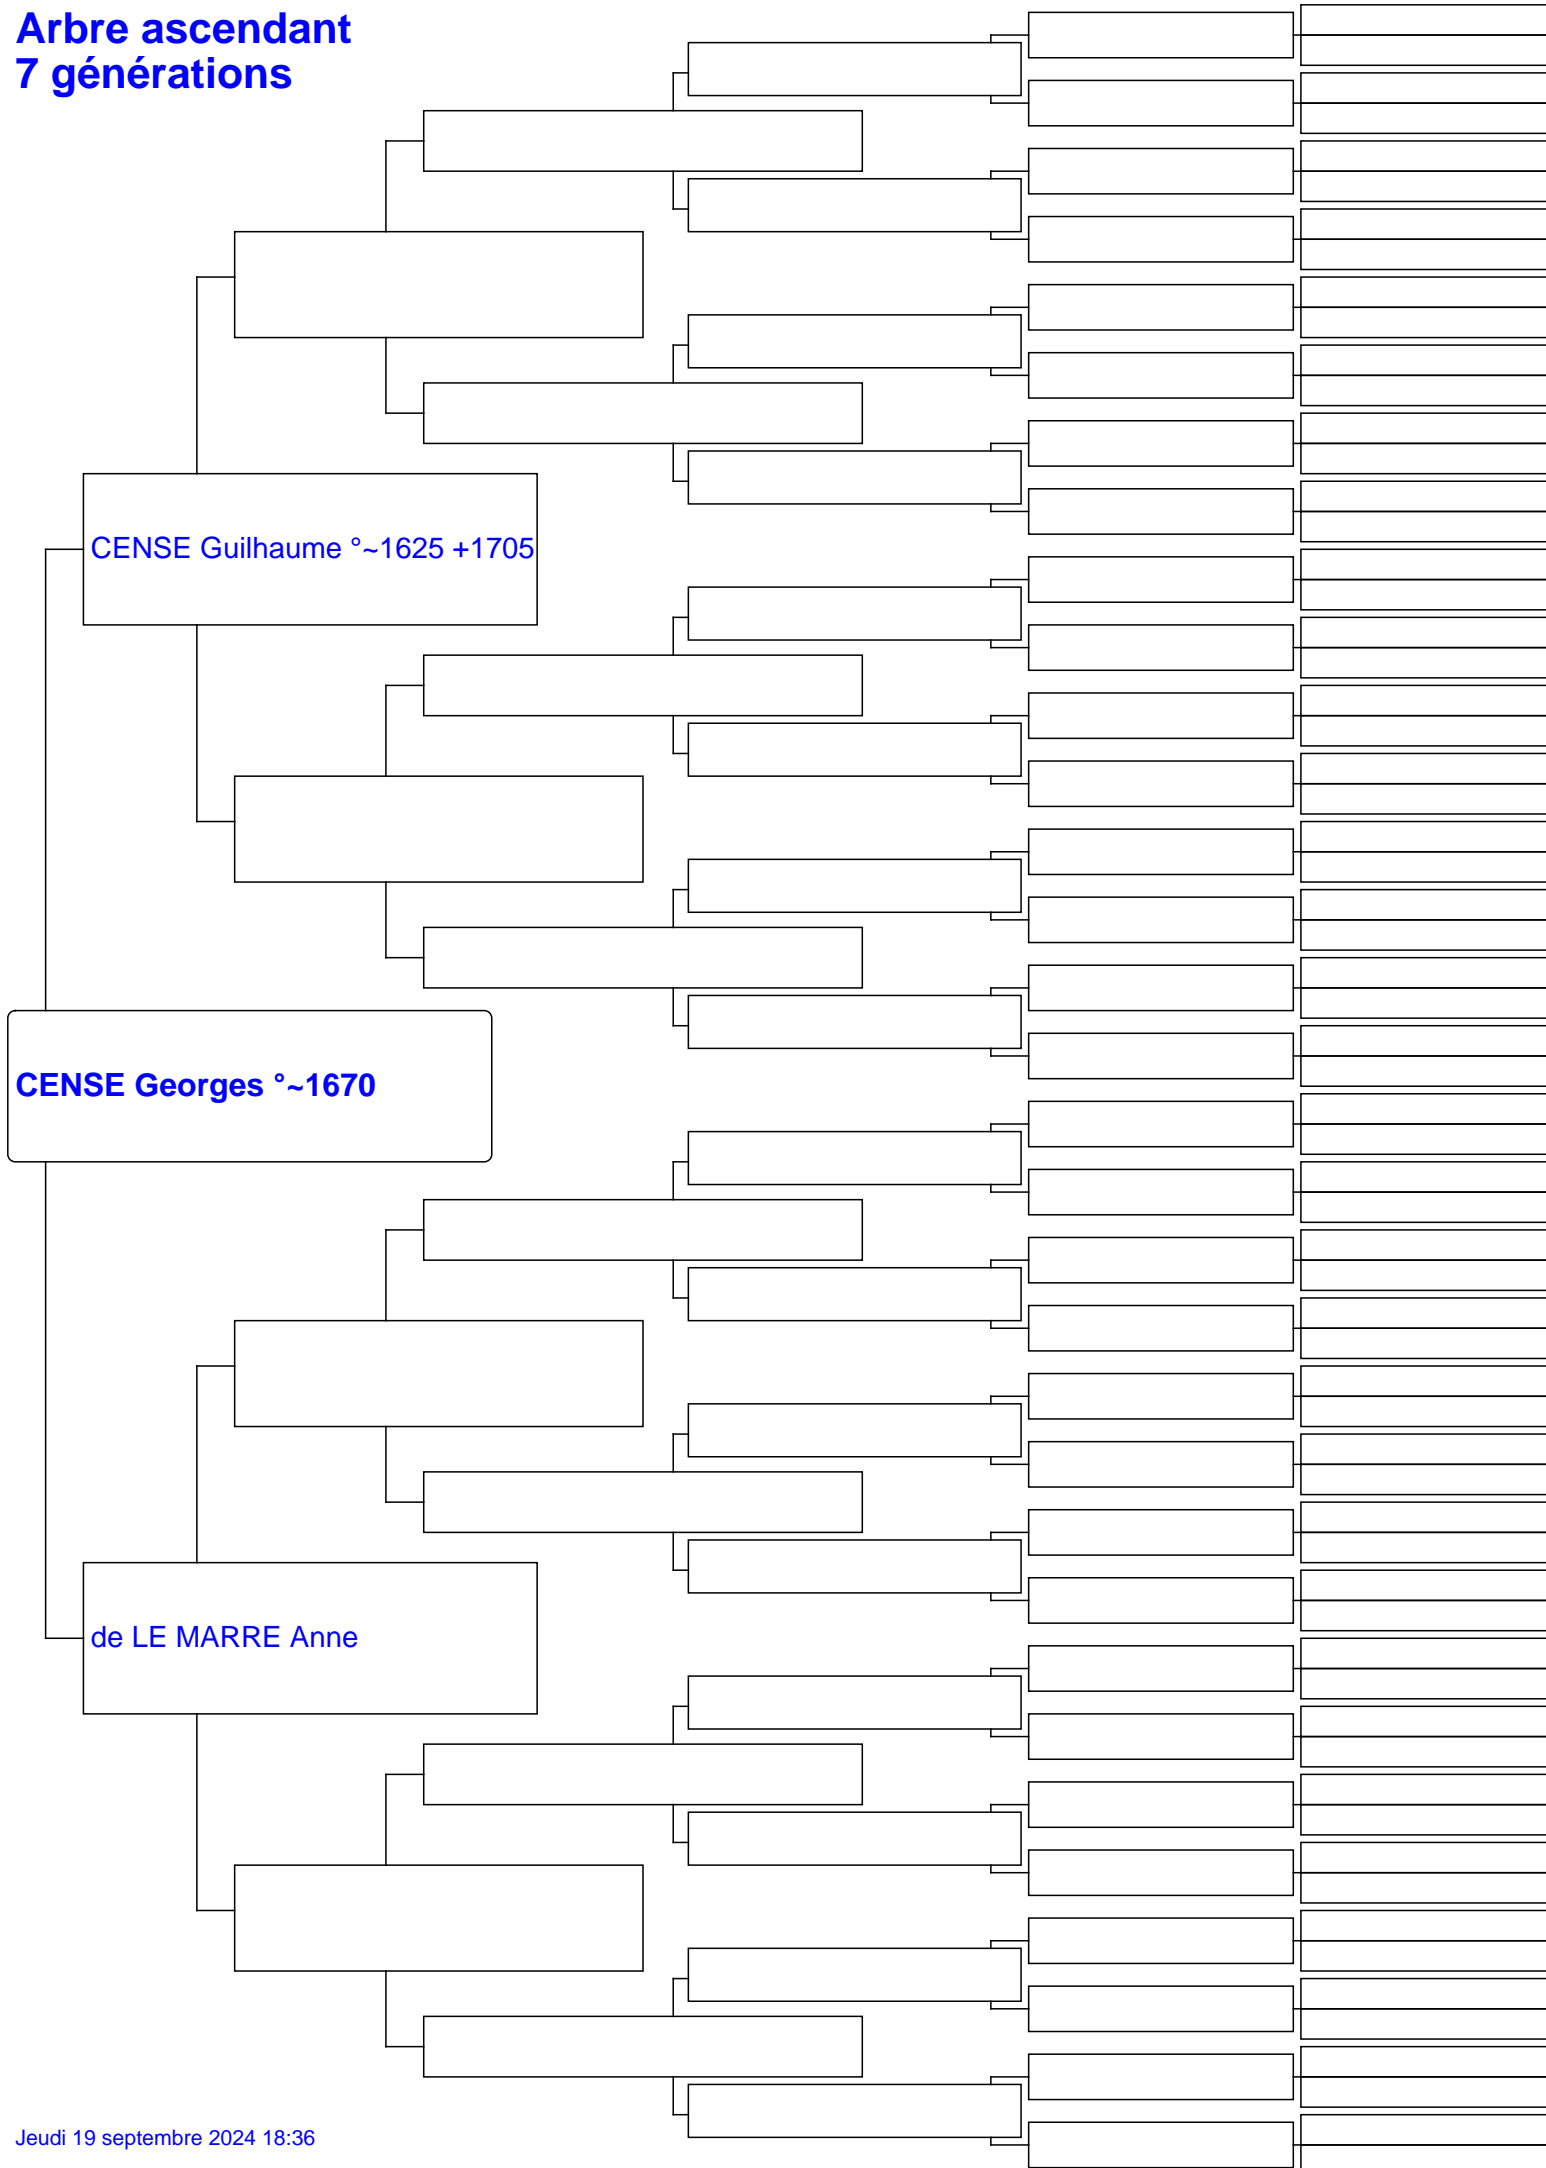 Arbre ascendant
7 générations
CENSE Guilhaume °~1625 +1705
CENSE Georges °~1670
de LE MARRE Anne
Jeudi 19 septembre 2024 18:36